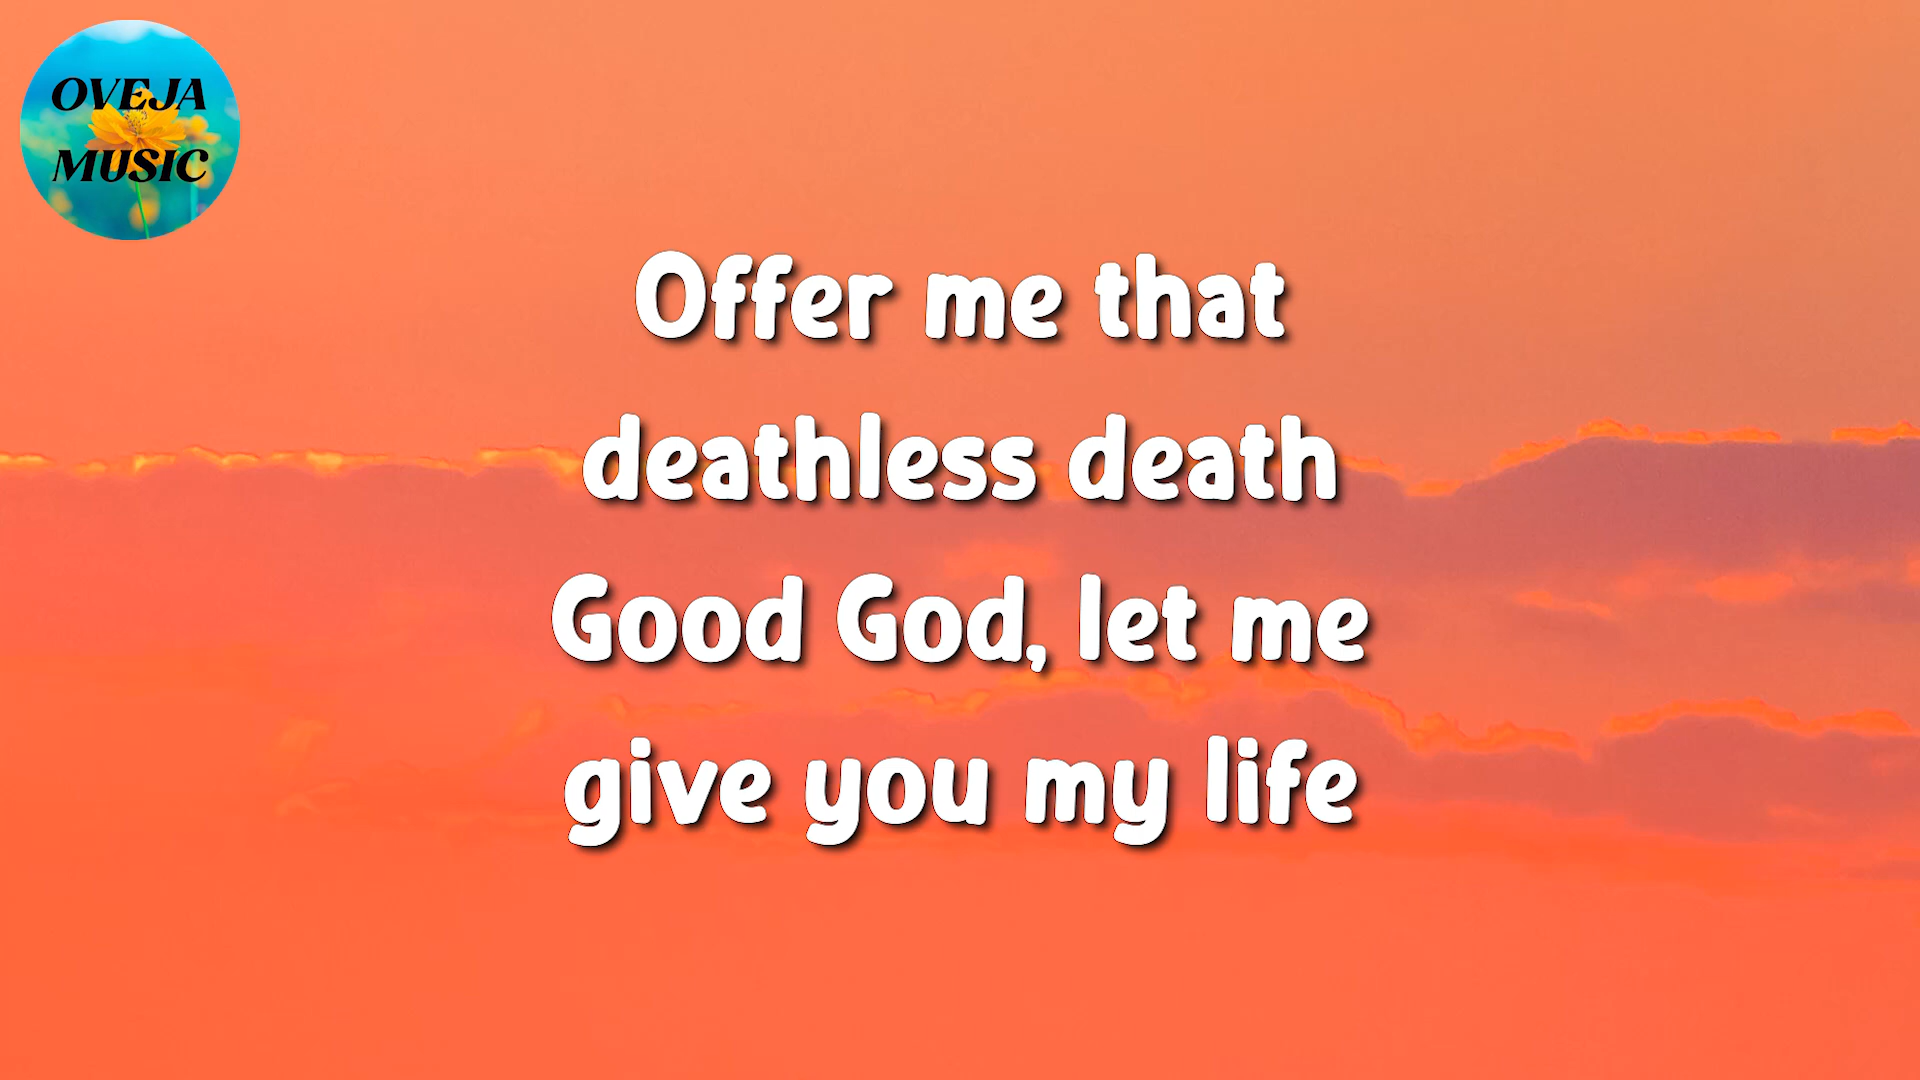 OVEJA
MUSIC
Offer me that
deathless death
Good God, let me
give you my life